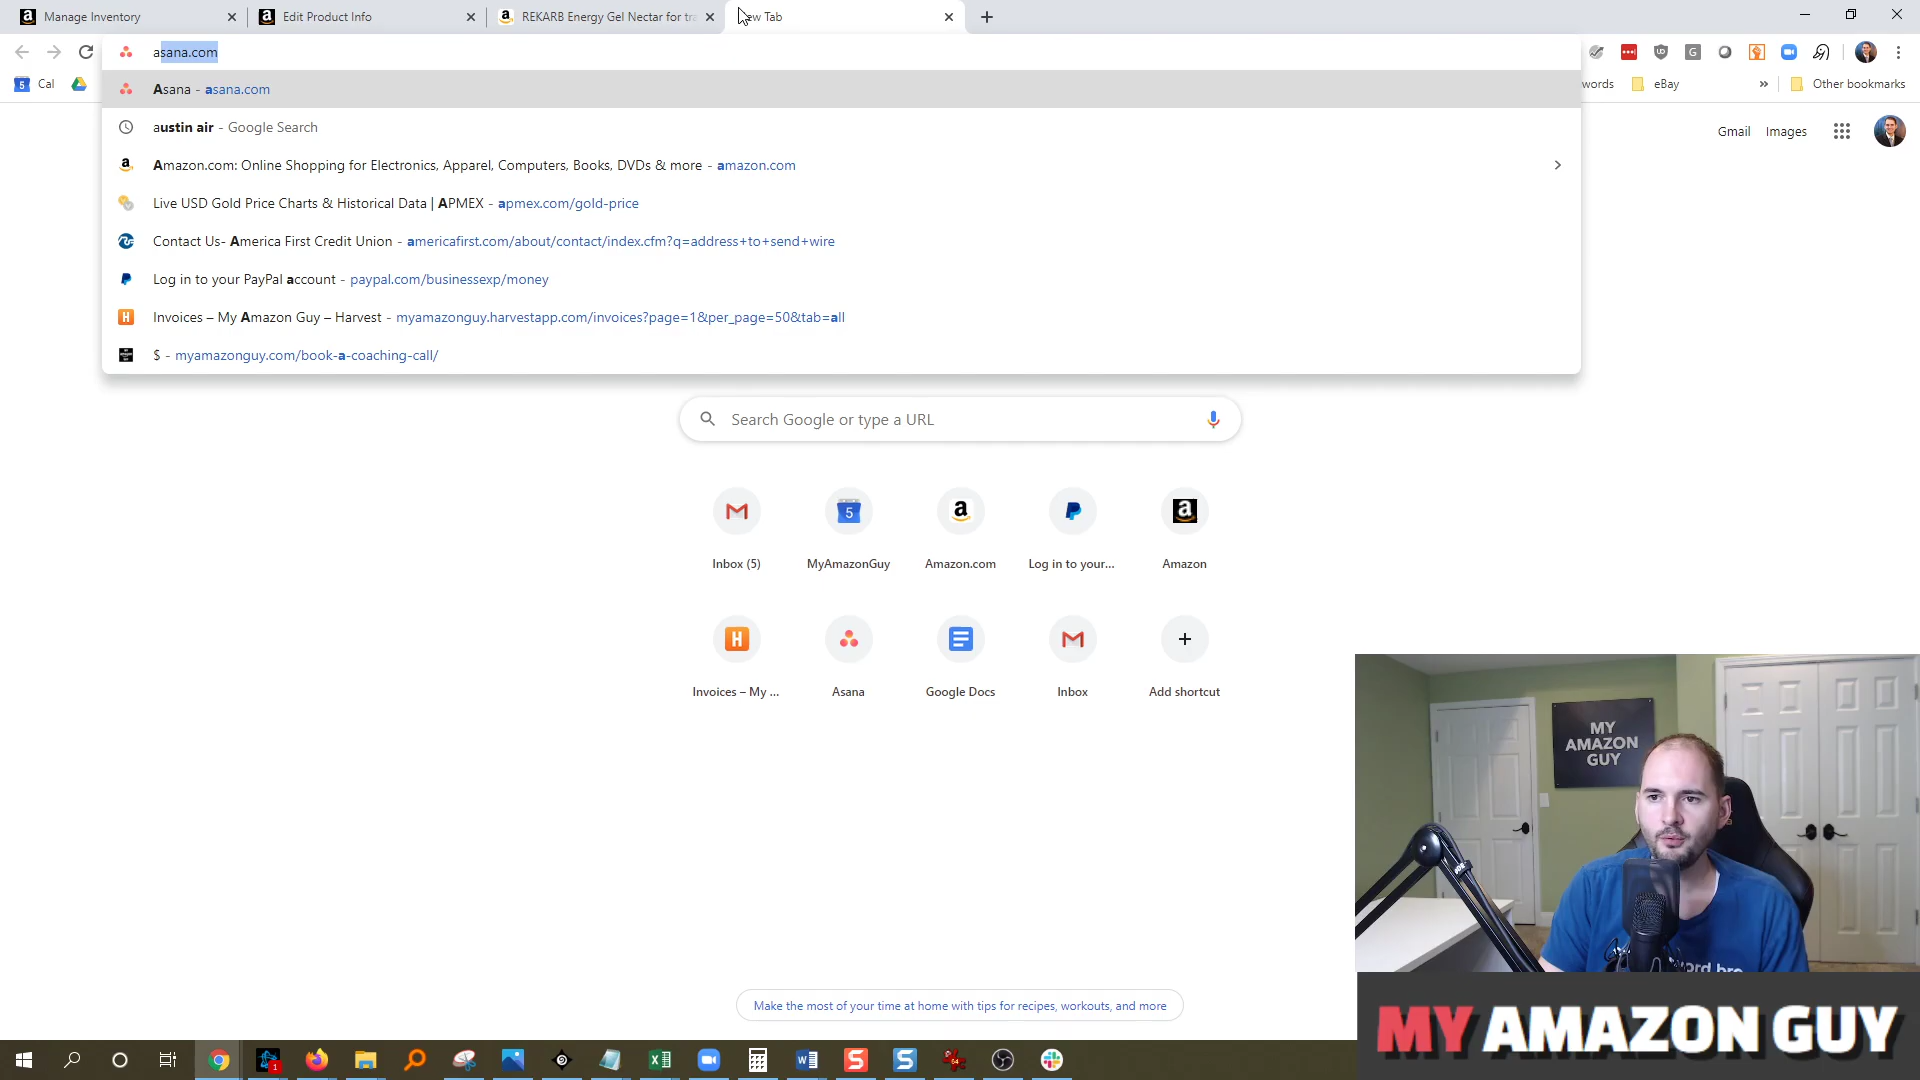 Manage Inventory
Edit Product Info
REKARB Energy Gel Nectar for tra
ew Tab
asana.com
Cal
words
eBay
Other bookmarks
Asana - asana.com
austin air - Google Search
Amazon.com: Online Shopping for Electronics, Apparel, Computers, Books, DVDs & more - amazon.com
Live USD Gold Price Charts & Historical Data | APMEX - apmex.com/gold-price
Contact Us- America First Credit Union - americafirst.com/about/contact/index.cfm?q=address+to+send+wire
Log in to your PayPal account - paypal.com/businessexp/money
Invoices – My Amazon Guy – Harvest - myamazonguy.harvestapp.com/invoices?page=1&per_page=50&tab=all
$ - myamazonguy.com/book-a-coaching-call/
Gmail Images
Search Google or type a URL
Inbox (5)
MyAmazonGuy
Amazon.com
Log in to your...
Amazon
Invoices – My ...
Asana
Google Docs
Inbox
Add shortcut
Make the most of your time at home with tips for recipes, workouts, and more
MY
AMAZON
GUY
MY AMAZON GUY